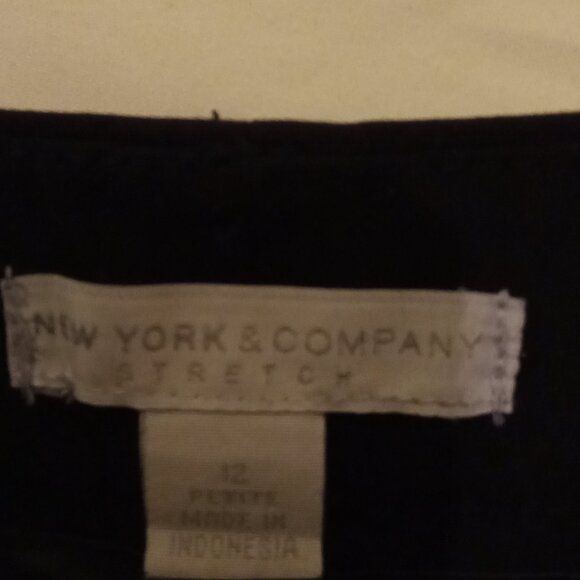 NEW YORK & COMPANY
STRETCH
12
PETITE
MADE IN
INDONESIA